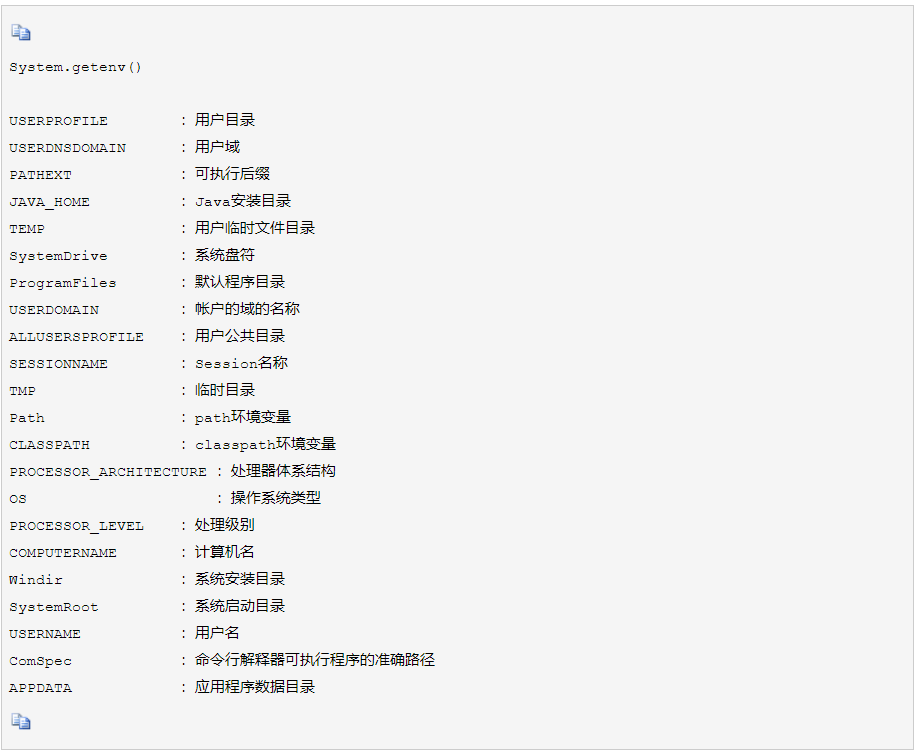 System.getenv()
USERPROFILE : 用户目录
USERDNSDOMAIN : 用户域
PATHEXT : 可执行后缀
JAVA_HOME : Java安装目录
TEMP : 用户临时文件目录
SystemDrive : 系统盘符
ProgramFiles : 默认程序目录
USERDOMAIN : 帐户的域的名称
ALLUSERSPROFILE : 用户公共目录
SESSIONNAME : Session名称
TMP : 临时目录
Path : path环境变量
CLASSPATH : classpath环境变量
PROCESSOR_ARCHITECTURE : 处理器体系结构
OS : 操作系统类型
PROCESSOR_LEVEL : 处理级别
COMPUTERNAME : 计算机名
Windir : 系统安装目录
SystemRoot : 系统启动目录
USERNAME : 用户名
ComSpec : 命令行解释器可执行程序的准确路径
APPDATA : 应用程序数据目录